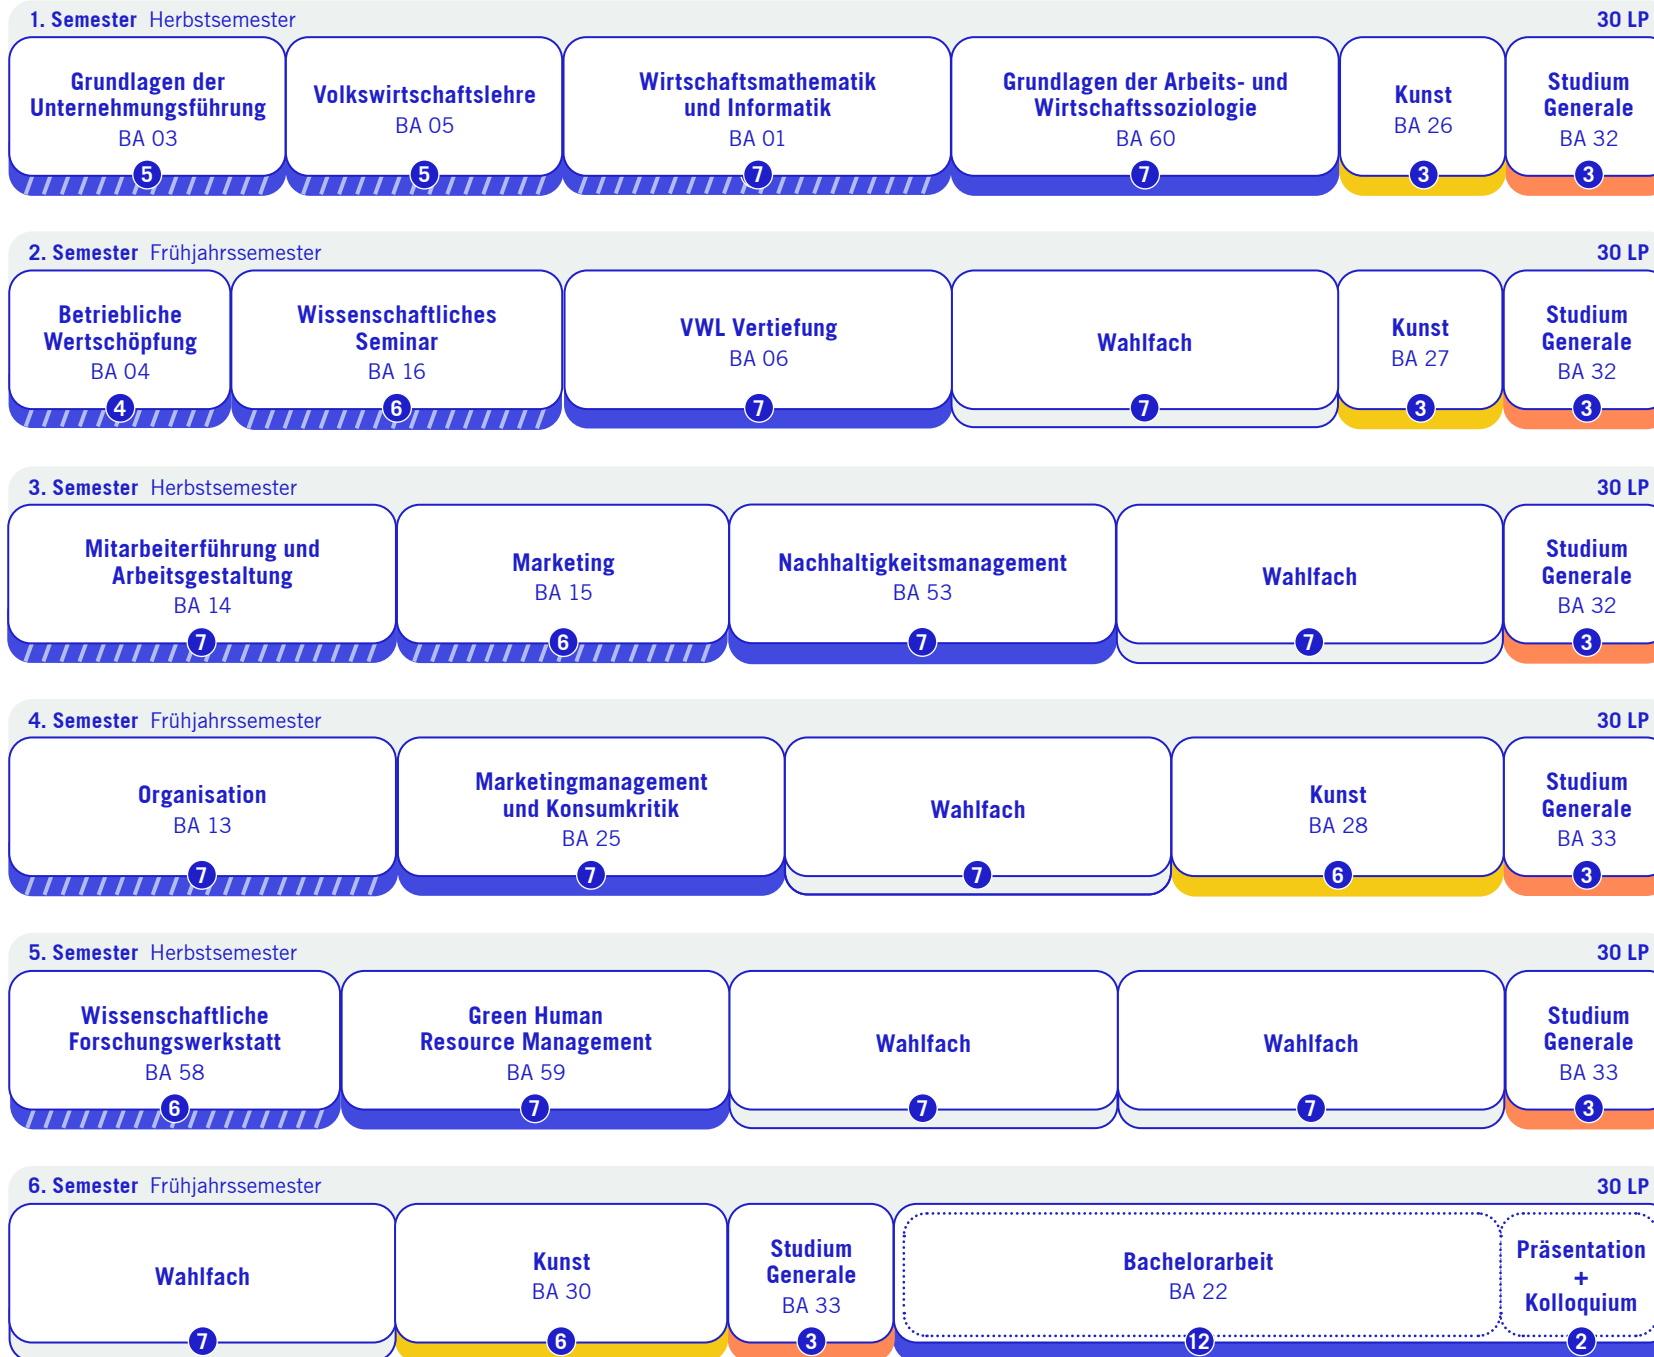 1. Semester Herbstsemester 30 LP
Grundlagen der
Unternehmungsführung
BA 03
5
Volkswirtschaftslehre
BA 05
5
Wirtschaftsmathematik
und Informatik
BA 01
7
Grundlagen der Arbeits- und
Wirtschaftssoziologie
BA 60
7
Kunst
BA 26
3
Studium
Generale
BA 32
3
2. Semester Frühjahrssemester 30 LP
Betriebliche
Wertschöpfung
BA 04
4
Wissenschaftliches
Seminar
BA 16
6
VWL Vertiefung
BA 06
7
Wahlfach
7
Kunst
BA 27
3
Studium
Generale
BA 32
3
3. Semester Herbstsemester 30 LP
Mitarbeiterführung und
Arbeitsgestaltung
BA 14
7
Marketing
BA 15
6
Nachhaltigkeitsmanagement
BA 53
7
Wahlfach
7
Studium
Generale
BA 32
3
4. Semester Frühjahrssemester 30 LP
Organisation
BA 13
7
Marketingmanagement
und Konsumkritik
BA 25
7
Wahlfach
7
Kunst
BA 28
6
Studium
Generale
BA 33
3
5. Semester Herbstsemester 30 LP
Wissenschaftliche
Forschungswerkstatt
BA 58
6
Green Human
Resource Management
BA 59
7
Wahlfach
7
Wahlfach
7
Studium
Generale
BA 33
3
6. Semester Frühjahrssemester 30 LP
Wahlfach
7
Kunst
BA 30
6
Studium
Generale
BA 33
3
Bachelorarbeit
BA 22
12
Präsentation
+
Kolloquium
2